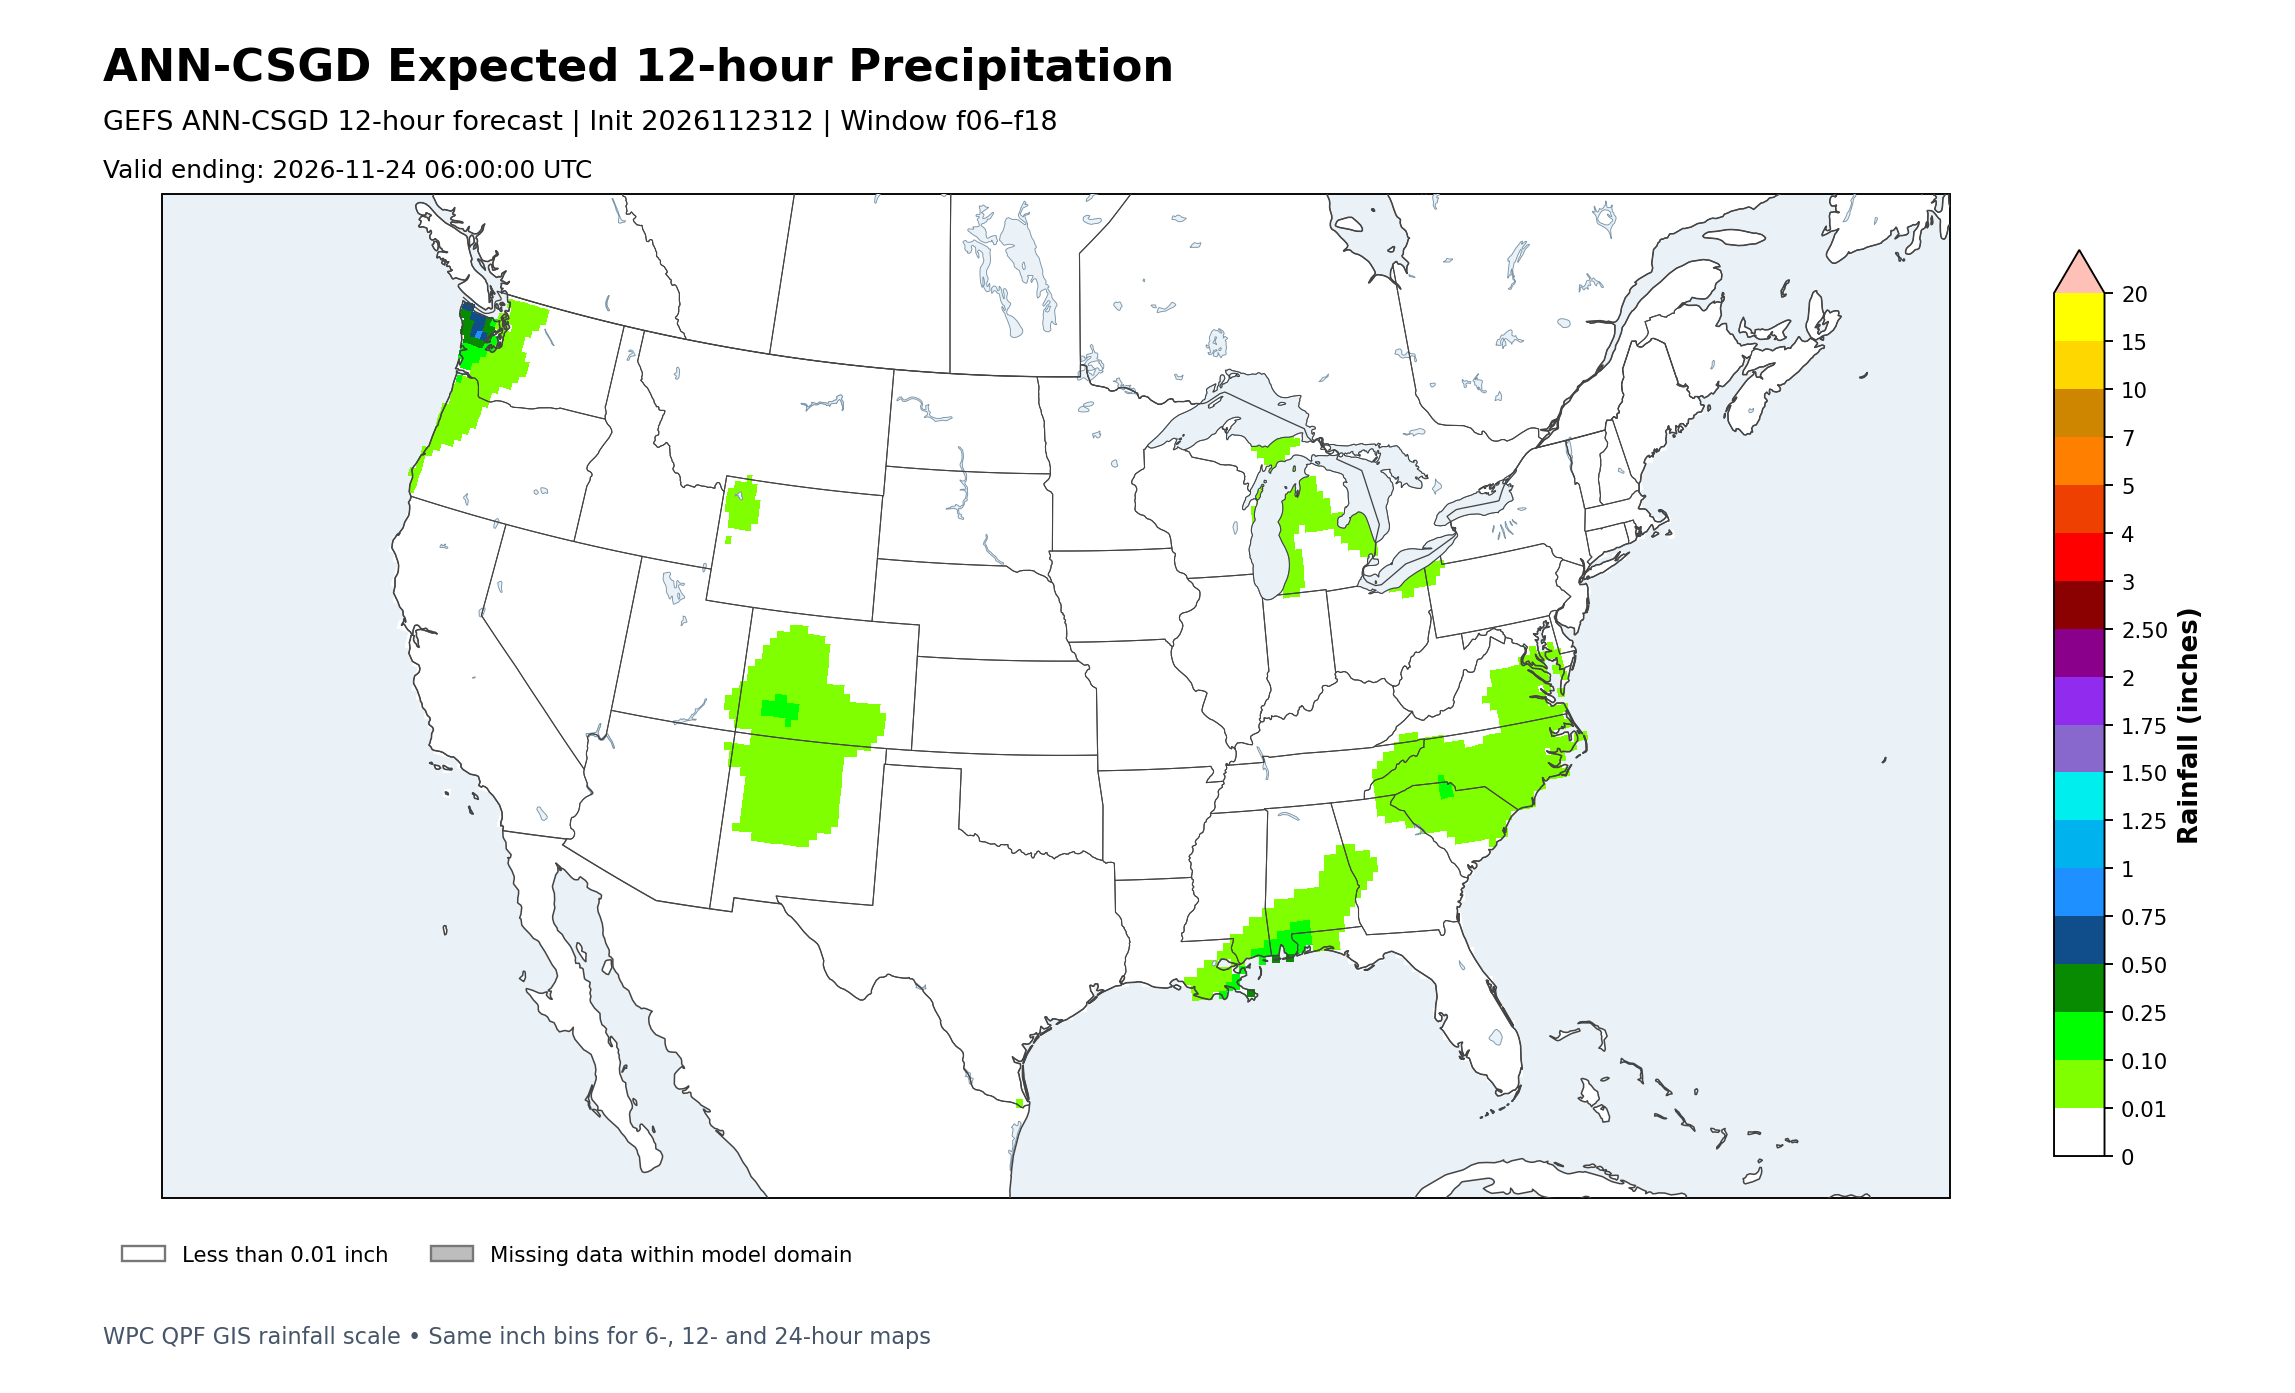 ANN-CSGD Expected 12-hour Precipitation
GEFS ANN-CSGD 12-hour forecast | Init 2026112312 | Window f06–f18
Valid ending: 2026-11-24 06:00:00 UTC
20
15
10
7
5
4
3
2.50
2
1.75
1.50
1.25
1
0.75
0.50
0.25
0.10
0.01
0
Rainfall (inches)
Less than 0.01 inch
Missing data within model domain
WPC QPF GIS rainfall scale • Same inch bins for 6-, 12- and 24-hour maps